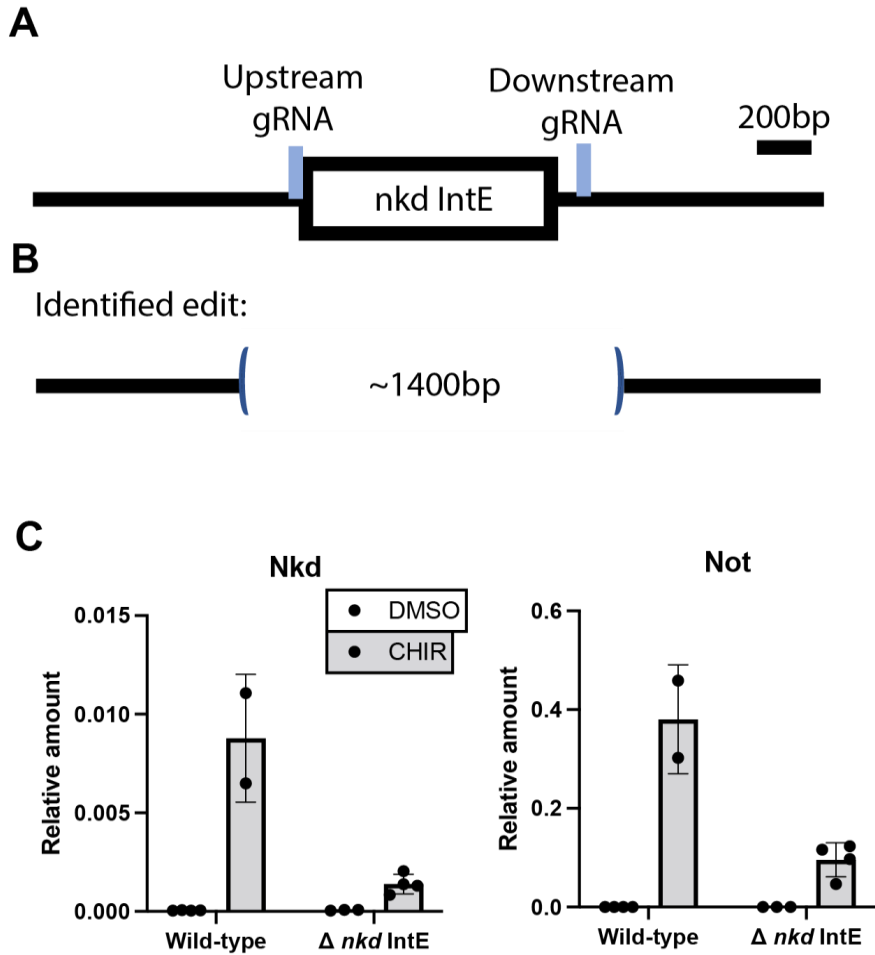 A
Upstream
gRNA
Downstream
gRNA
200bp
nkd IntE
B
Identified edit:
~1400bp
C
Nkd
DMSO
CHIR
Relative amount
0.015
0.010
0.005
0.000
Wild-type
Δ nkd IntE
Not
Relative amount
0.6
0.4
0.2
0.0
Wild-type
Δ nkd IntE